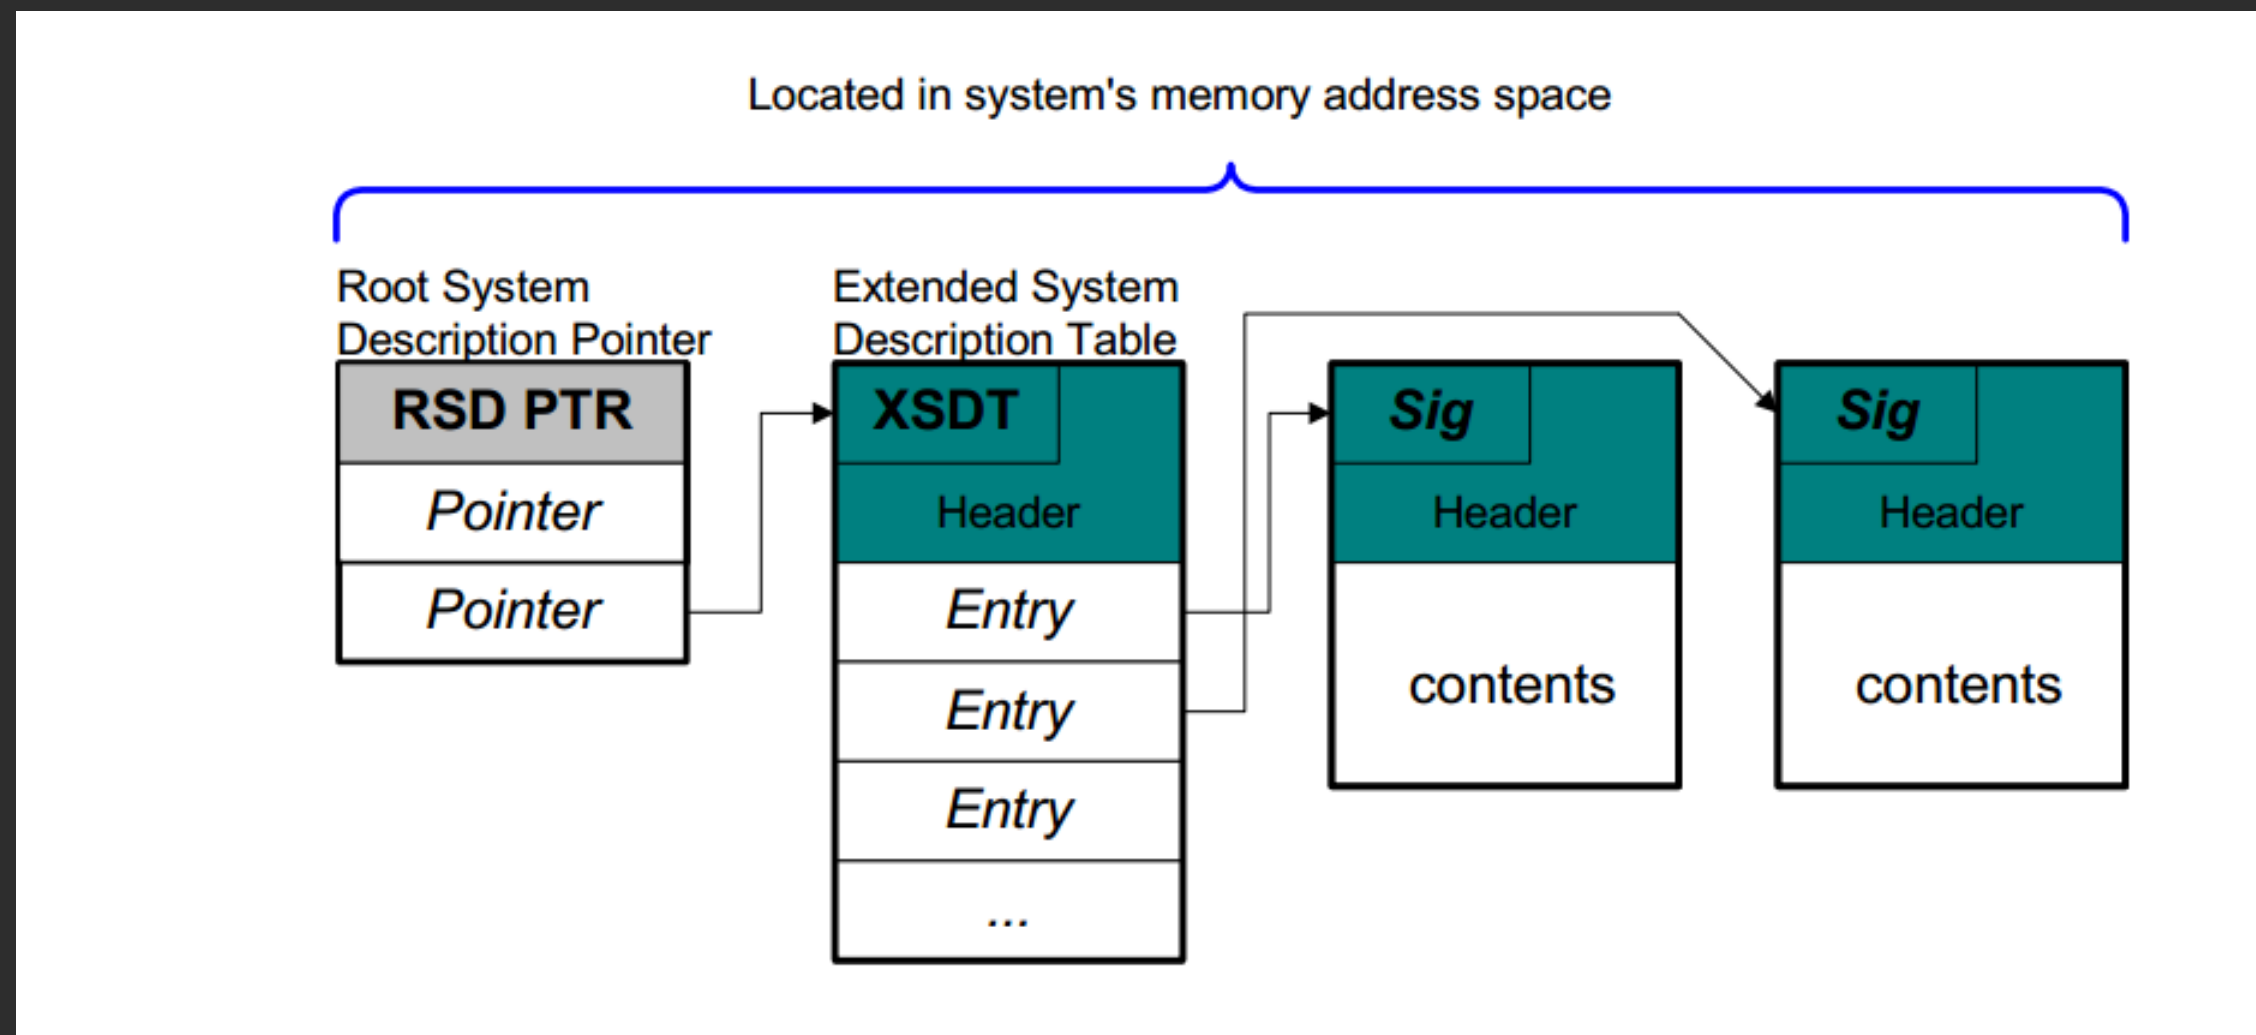 Located in system's memory address space
Root System
Description Pointer
RSD PTR
Pointer
Pointer
Extended System
Description Table
XSDT
Header
Entry
Entry
Entry
...
Sig
Header
contents
Sig
Header
contents